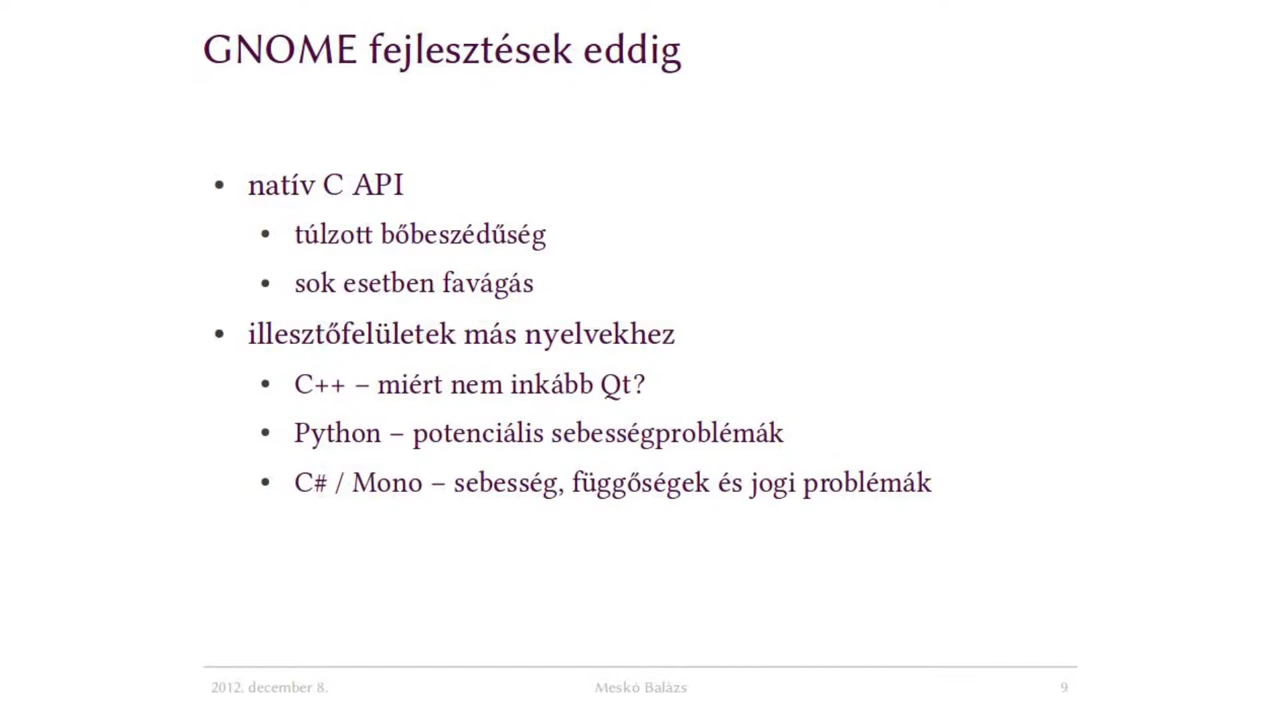 GNOME fejlesztések eddig
• natív C API
• túlzott bőbeszédűség
• sok esetben favágás
• illesztőfelületek más nyelvekhez
• C++ – miért nem inkább Qt?
• Python – potenciális sebességproblémák
• C# / Mono – sebesség, függőségek és jogi problémák
2012. december 8. Meskó Balázs 9